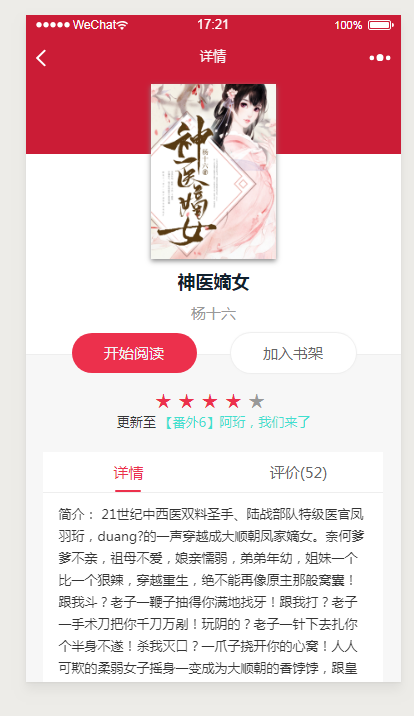 WeChat 17:21 100%
详情
神医嫡女
杨十六 著
神医嫡女
杨十六
开始阅读 加入书架
更新至 【番外6】阿珩，我们来了
详情 评价(52)
简介： 21世纪中西医双料圣手、陆战部队特级医官凤
羽珩，duang?的一声穿越成大顺朝凤家嫡女。奈何爹
爹不亲，祖母不爱，娘亲懦弱，弟弟年幼，姐妹一个
比一个狠辣，穿越重生，绝不能再像原主那般窝囊！
跟我斗？老子一鞭子抽得你满地找牙！跟我打？老子
一手术刀把你千刀万剐！玩阴的？老子一针下去扎你
个半身不遂！杀我灭口？一爪子挠开你的心窝！人人
可欺的柔弱女子摇身一变成为大顺朝的香饽饽，跟皇